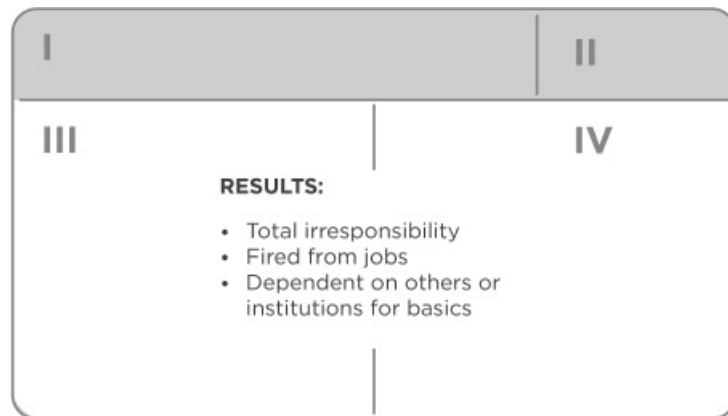 I
II
III
IV
RESULTS:
• Total irresponsibility
• Fired from jobs
• Dependent on others or
institutions for basics